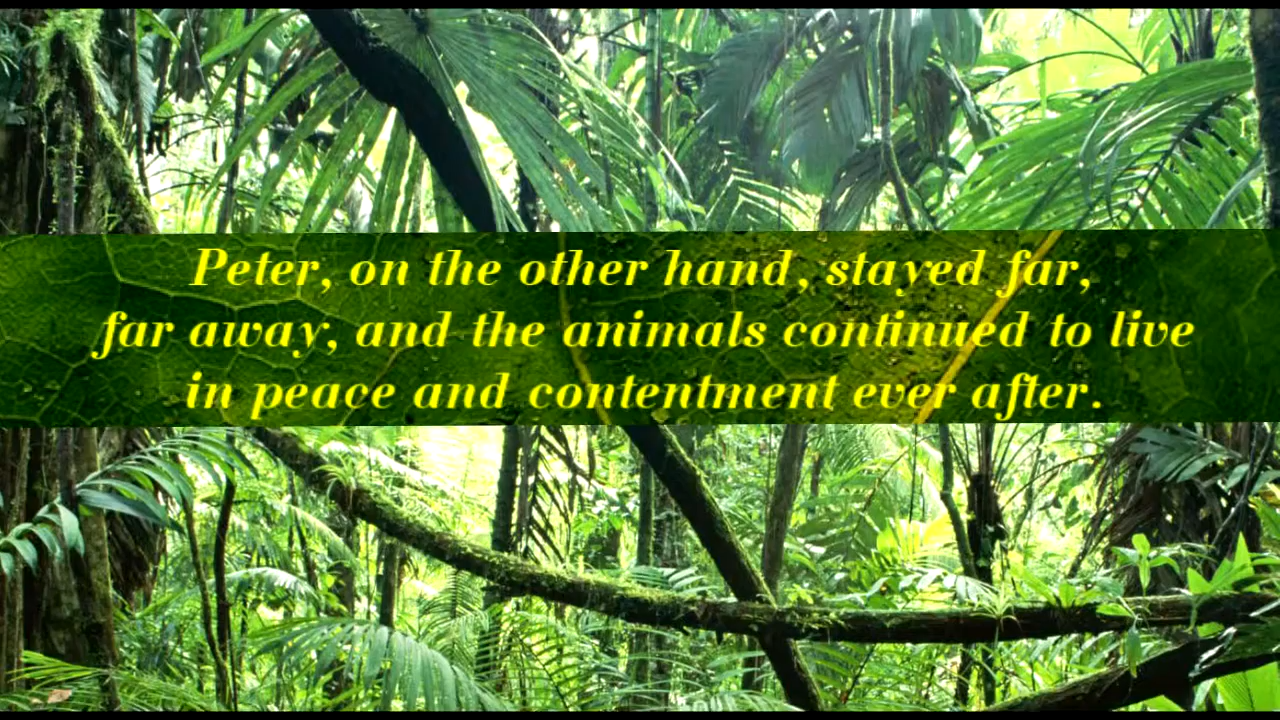 Peter, on the other hand, stayed far,
far away, and the animals continued to live
in peace and contentment ever after.